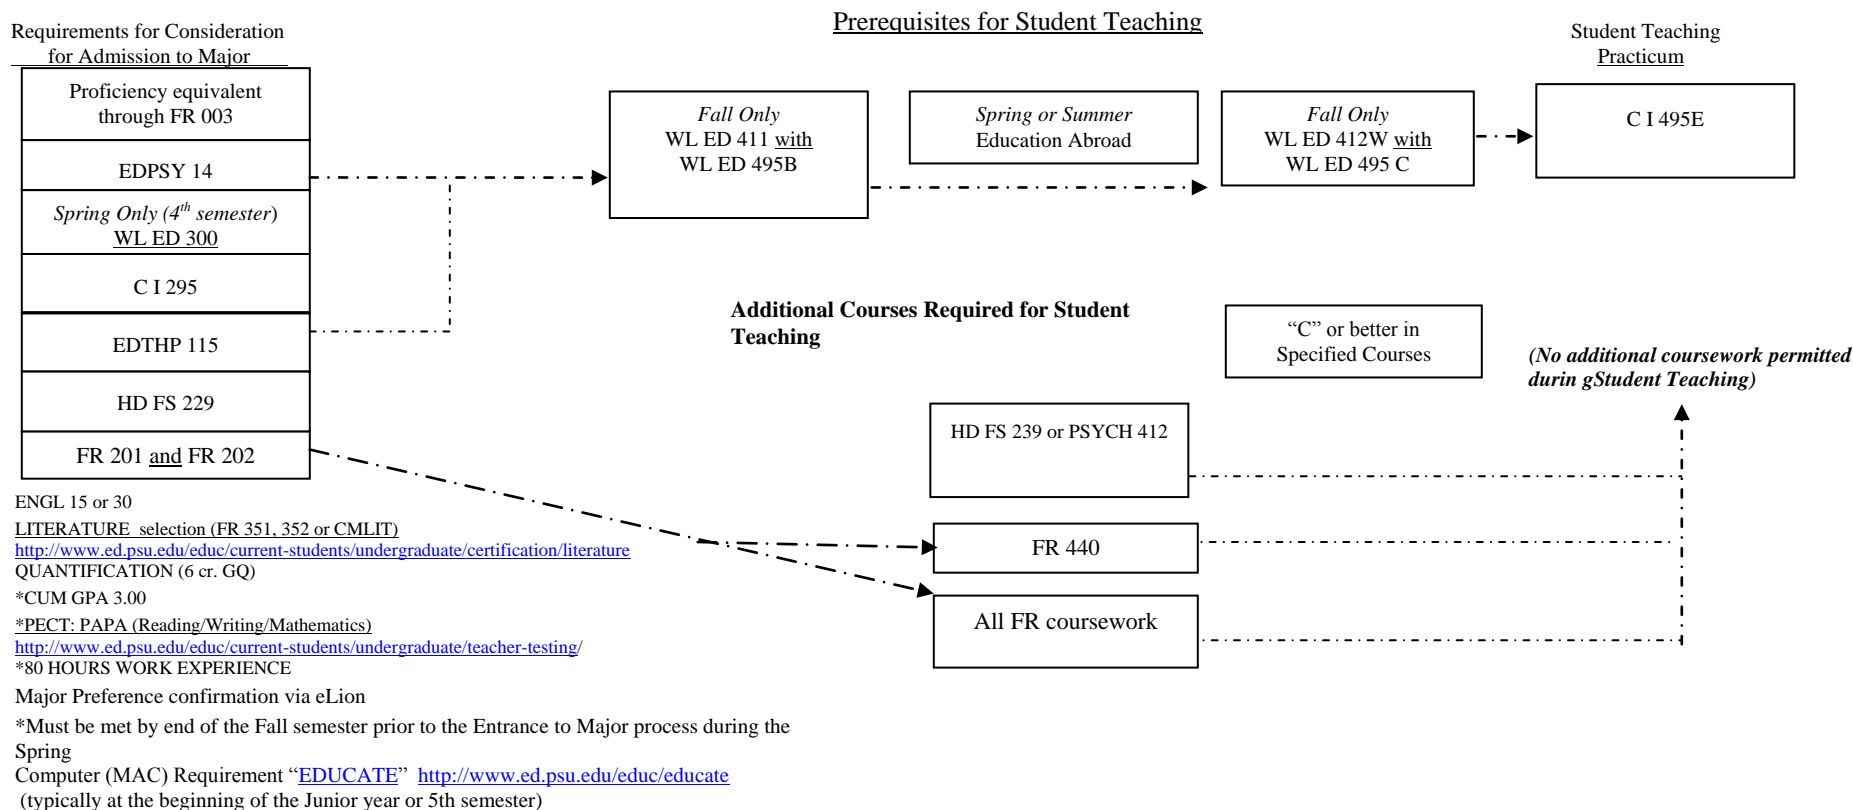 Prerequisites for Student Teaching
Requirements for Consideration
for Admission to Major
Student Teaching
Practicum
Proficiency equivalent
through FR 003
EDPSY 14
Spring Only (4th semester)
WL ED 300
C I 295
EDTHP 115
HD FS 229
FR 201 and FR 202
Fall Only
WL ED 411 with
WL ED 495B
Spring or Summer
Education Abroad
Fall Only
WL ED 412W with
WL ED 495 C
C I 495E
Additional Courses Required for Student
Teaching
“C” or better in
Specified Courses
(No additional coursework permitted
durin gStudent Teaching)
HD FS 239 or PSYCH 412
FR 440
All FR coursework
ENGL 15 or 30
LITERATURE  selection (FR 351, 352 or CMLIT)
http://www.ed.psu.edu/educ/current-students/undergraduate/certification/literature
QUANTIFICATION (6 cr. GQ)
*CUM GPA 3.00
*PECT: PAPA (Reading/Writing/Mathematics)
http://www.ed.psu.edu/educ/current-students/undergraduate/teacher-testing/
*80 HOURS WORK EXPERIENCE
Major Preference confirmation via eLion
*Must be met by end of the Fall semester prior to the Entrance to Major process during the
Spring
Computer (MAC) Requirement “EDUCATE”  http://www.ed.psu.edu/educ/educate
(typically at the beginning of the Junior year or 5th semester)